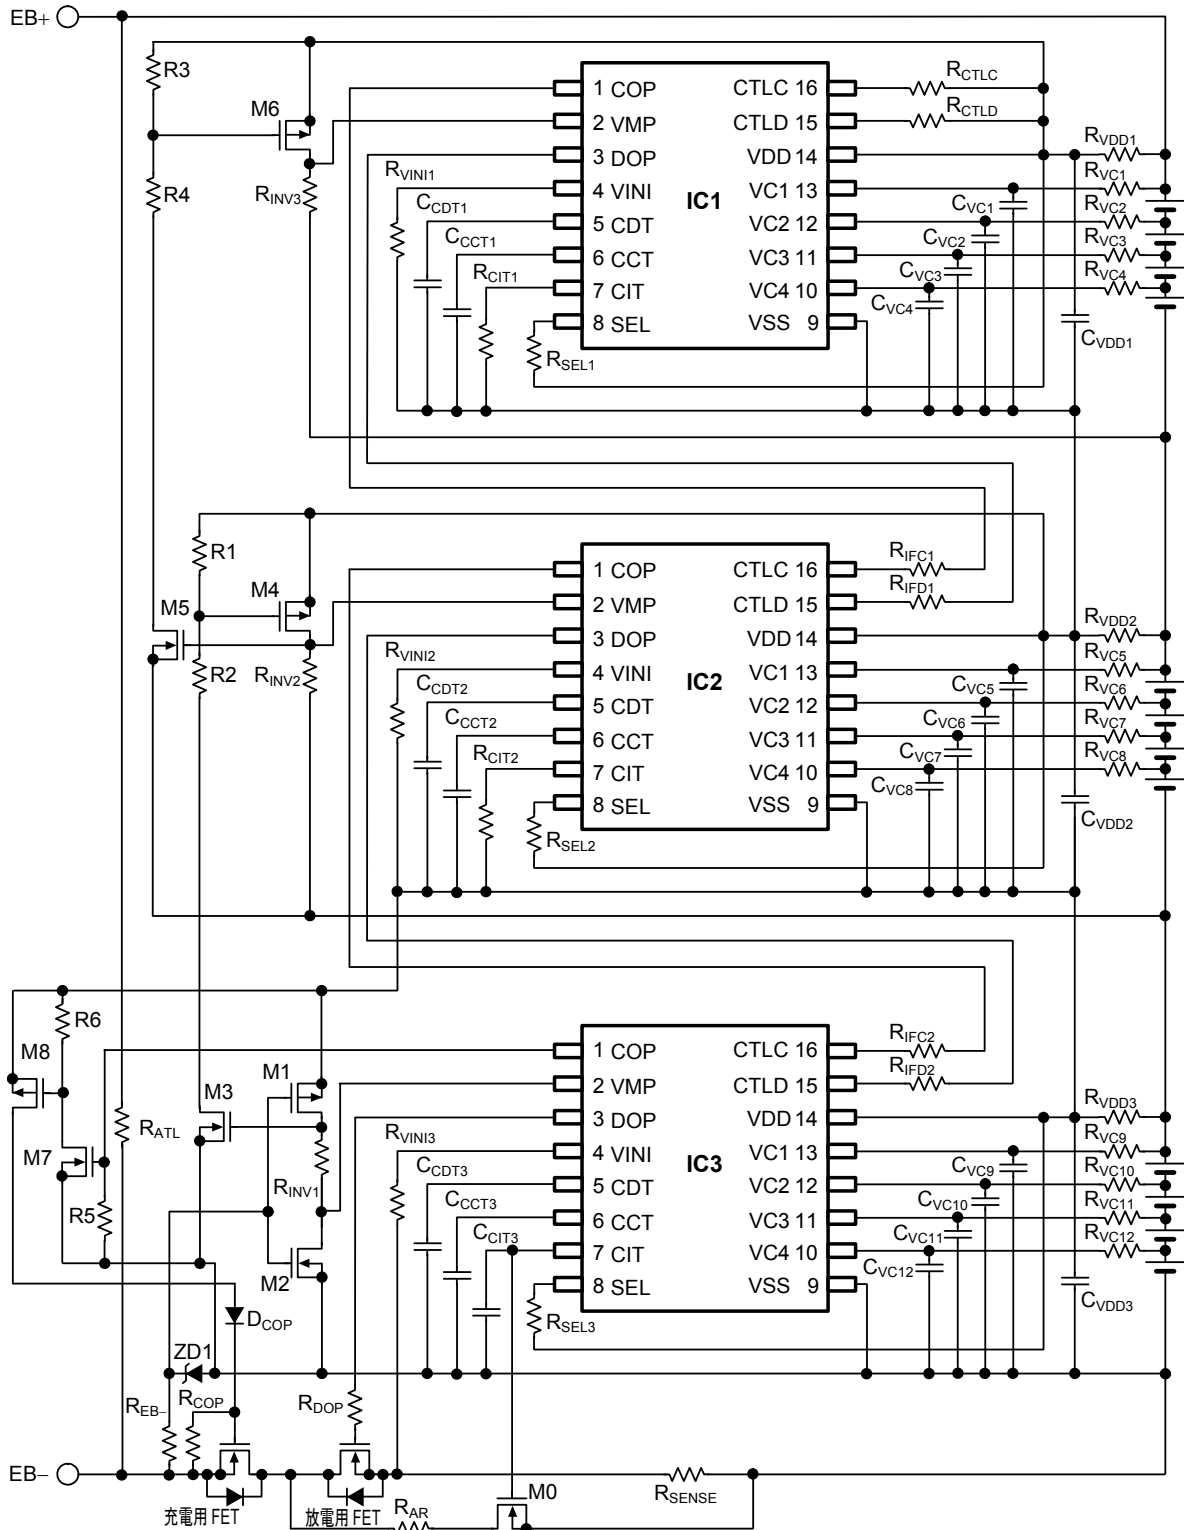 EB+
R3
M6
R4
RINV3
RVINI1
CCDT1
CCCT1
RCIT1
RSEL1
1 COP
2 VMP
3 DOP
4 VINI
5 CDT
6 CCT
7 CIT
8 SEL
IC1
CTLC 16
CTLD 15
VDD 14
VC1 13
VC2 12
VC3 11
VC4 10
VSS 9
RCTLC
RCTLD
RVDD1
RVC1
RVC2
RVC3
RVC4
CVC1
CVC2
CVC3
CVC4
CVDD1
R1
M4
M5
R2
RINV2
RVINI2
CCDT2
CCCT2
RCIT2
RSEL2
1 COP
2 VMP
3 DOP
4 VINI
5 CDT
6 CCT
7 CIT
8 SEL
IC2
CTLC 16
CTLD 15
VDD 14
VC1 13
VC2 12
VC3 11
VC4 10
VSS 9
RIFC1
RIFD1
RVDD2
RVC5
RVC6
RVC7
RVC8
CVC5
CVC6
CVC7
CVC8
CVDD2
R6
M8
M1
M3
RATL
M7
RINV1
R5
M2
DCOP
ZD1
RVINI3
CCDT3
CCCT3
CCIT3
RSEL3
1 COP
2 VMP
3 DOP
4 VINI
5 CDT
6 CCT
7 CIT
8 SEL
IC3
CTLC 16
CTLD 15
VDD 14
VC1 13
VC2 12
VC3 11
VC4 10
VSS 9
RIFC2
RIFD2
RVDD3
RVC9
RVC10
RVC11
RVC12
CVC9
CVC10
CVC11
CVC12
CVDD3
REB−
RCOP
RDOP
EB−
充電用 FET
放電用 FET
RAR
M0
RSENSE